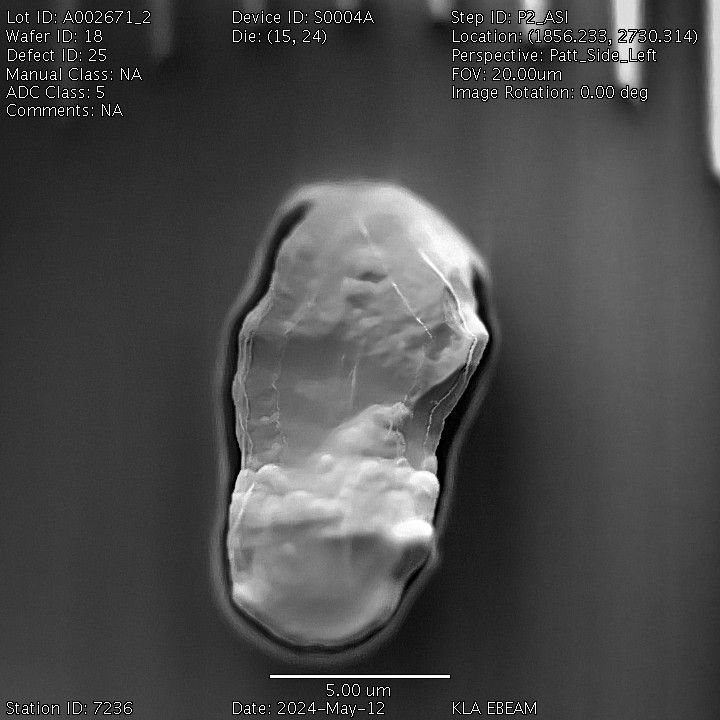 Lot ID: A002671_2
Wafer ID: 18
Defect ID: 25
Manual Class: NA
ADC Class: 5
Comments: NA
Device ID: S0004A
Die: (15, 24)
Step ID: P2_ASI
Location: (1856.233, 2730.314)
Perspective: Patt_Side_Left
FOV: 20.00um
Image Rotation: 0.00 deg
5.00 um
Station ID: 7236
Date: 2024-May-12
KLA EBEAM